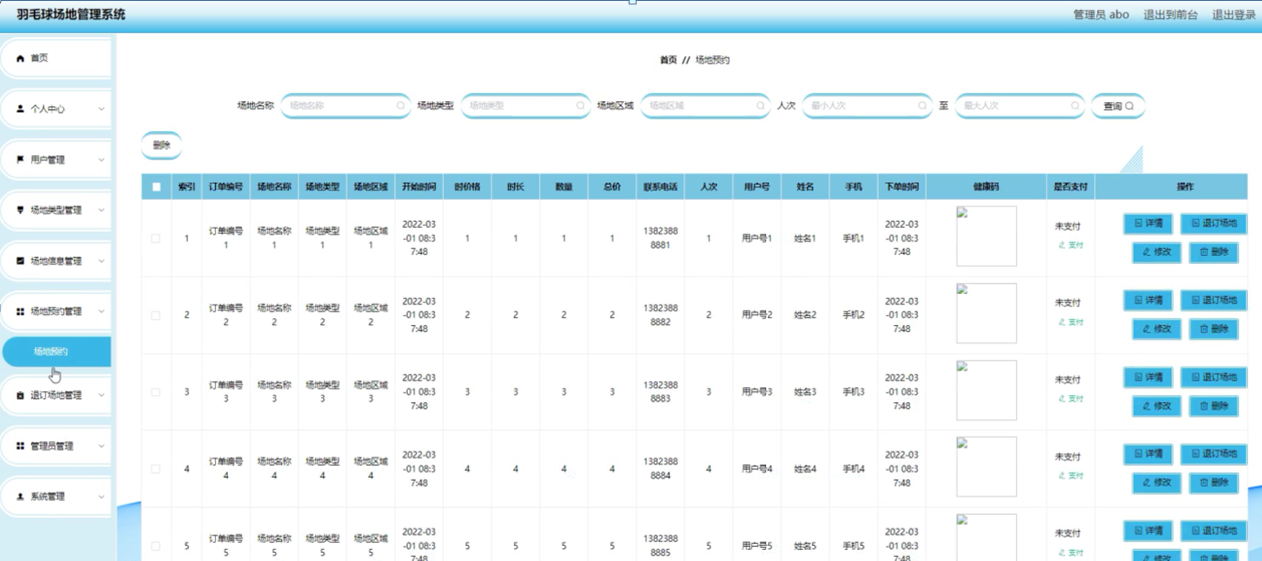 羽毛球场地管理系统
管理员 abo 退出到前台 退出登录
首页
个人中心
用户管理
场地类型管理
场地信息管理
场地预约管理
场地预约
退订场地管理
管理员管理
系统管理
首页 // 场地预约
场地名称 场地名称 场地类型 场地类型 场地区域 场地区域 人次 最小人次 至 最大人次 查询
删除
索引 订单编号 场地名称 场地类型 场地区域 开始时间 时价格 时长 数量 总价 联系电话 人次 用户号 姓名 手机 下单时间 健康码 是否支付 操作
1 订单编号1 场地名称1 场地类型1 场地区域1 2022-03-01 08:37:48 1 1 1 1 13823888881 1 用户号1 姓名1 手机1 2022-03-01 08:37:48 未支付 支付 详情 退订场地 修改 删除
2 订单编号2 场地名称2 场地类型2 场地区域2 2022-03-01 08:37:48 2 2 2 2 13823888882 2 用户号2 姓名2 手机2 2022-03-01 08:37:48 未支付 支付 详情 退订场地 修改 删除
3 订单编号3 场地名称3 场地类型3 场地区域3 2022-03-01 08:37:48 3 3 3 3 13823888883 3 用户号3 姓名3 手机3 2022-03-01 08:37:48 未支付 支付 详情 退订场地 修改 删除
4 订单编号4 场地名称4 场地类型4 场地区域4 2022-03-01 08:37:48 4 4 4 4 13823888884 4 用户号4 姓名4 手机4 2022-03-01 08:37:48 未支付 支付 详情 退订场地 修改 删除
5 订单编号5 场地名称5 场地类型5 场地区域5 2022-03-01 08:37:48 5 5 5 5 13823888885 5 用户号5 姓名5 手机5 2022-03-01 08:37:48 未支付 支付 详情 退订场地 修改 删除